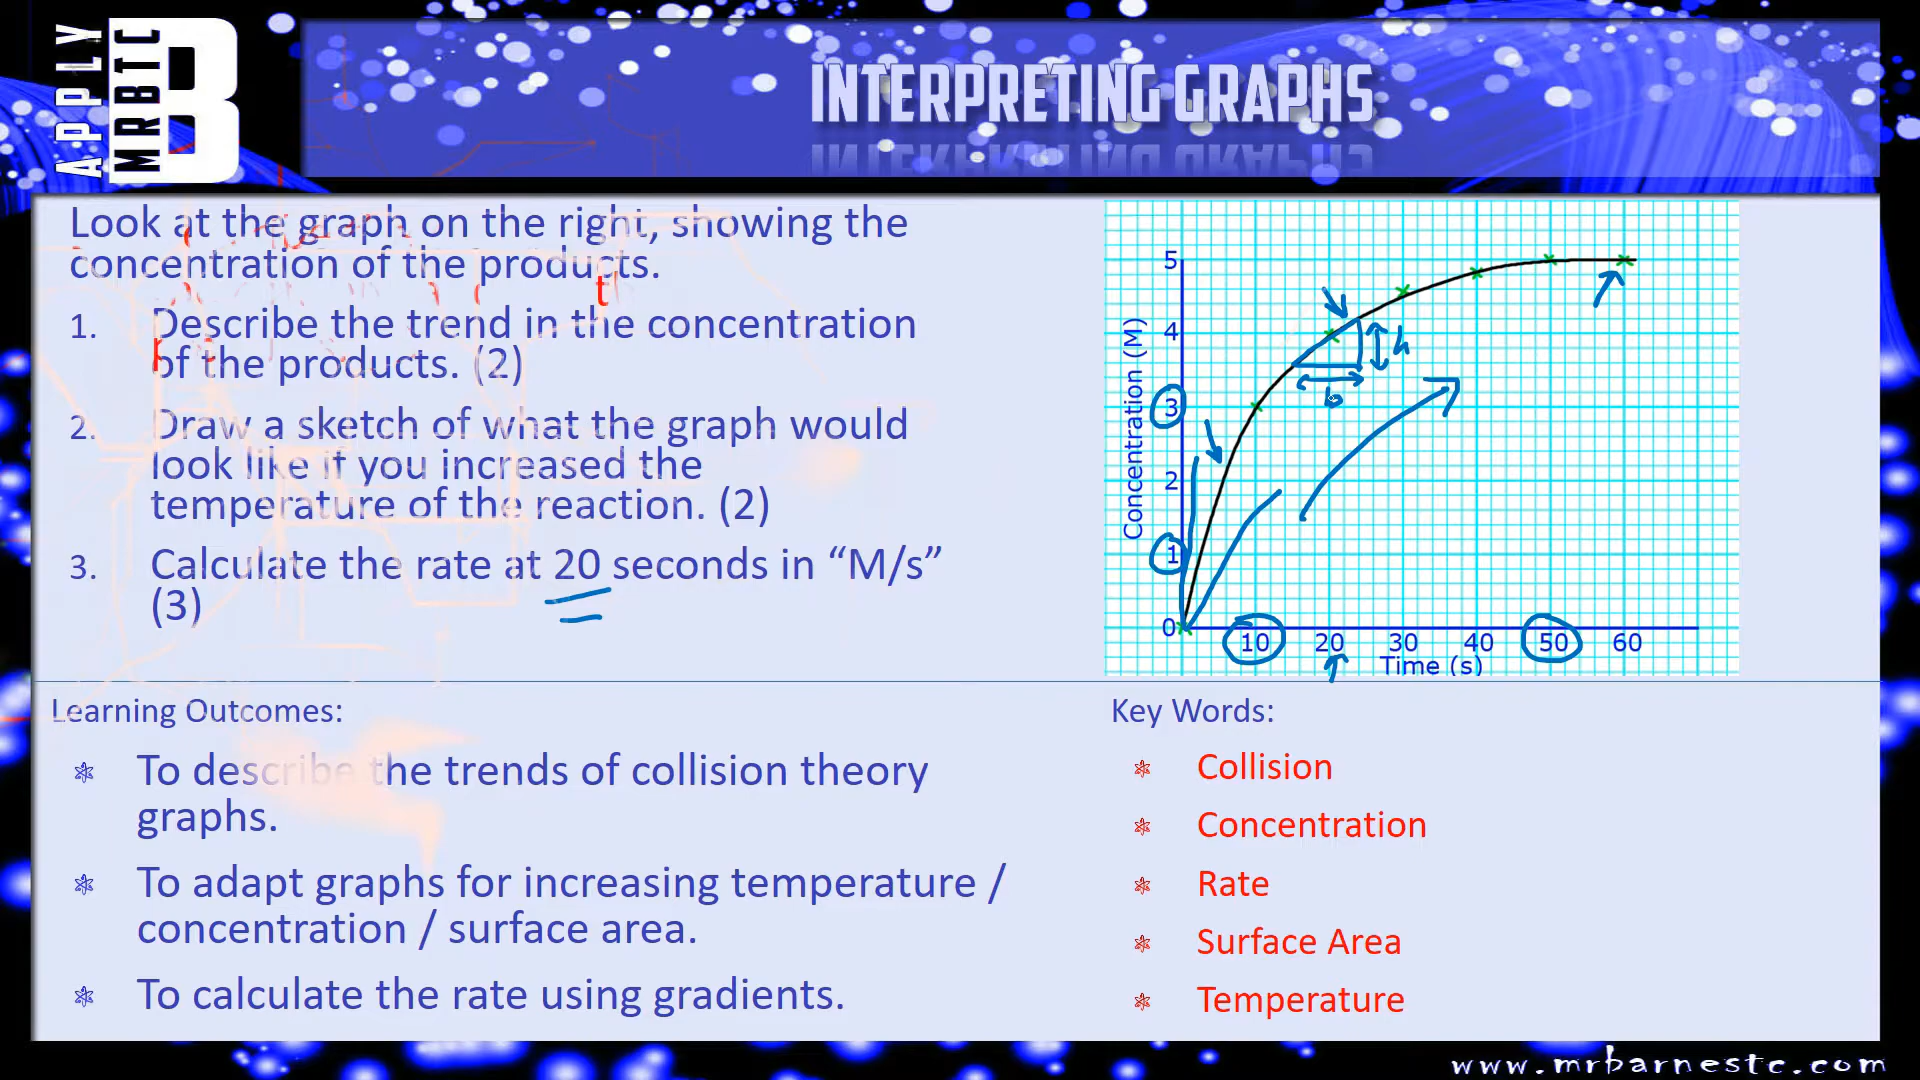 APPLY
MRBTC
B
INTERPRETING GRAPHS
Look at the graph on the right, showing the
concentration of the products.
1. Describe the trend in the concentration
of the products. (2)
2. Draw a sketch of what the graph would
look like if you increased the
temperature of the reaction. (2)
3. Calculate the rate at 20 seconds in “M/s”
(3)
Concentration (M)
5
4
3
2
1
0
h
b
10 20 30 40 50 60
Time (s)
Learning Outcomes:
To describe the trends of collision theory
graphs.
To adapt graphs for increasing temperature /
concentration / surface area.
To calculate the rate using gradients.
Key Words:
Collision
Concentration
Rate
Surface Area
Temperature
www.mrbarnestc.com